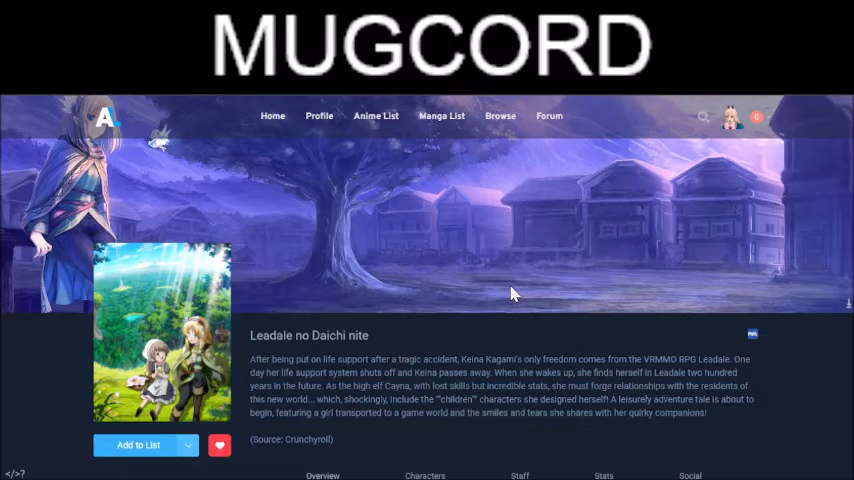 MUGCORD
Home Profile Anime List Manga List Browse Forum
6
Leadale no Daichi nite
MAL
After being put on life support after a tragic accident, Keina Kagami's only freedom comes from the VRMMO RPG Leadale. One
day her life support system shuts off and Keina passes away. When she wakes up, she finds herself in Leadale two hundred
years in the future. As the high elf Cayna, with lost skills but incredible stats, she must forge relationships with the residents of
this new world... which, shockingly, include the '"children"' characters she designed herself! A leisurely adventure tale is about to
begin, featuring a girl transported to a game world and the smiles and tears she shares with her quirky companions!
(Source: Crunchyroll)
Add to List
</>?
Overview Characters Staff Stats Social